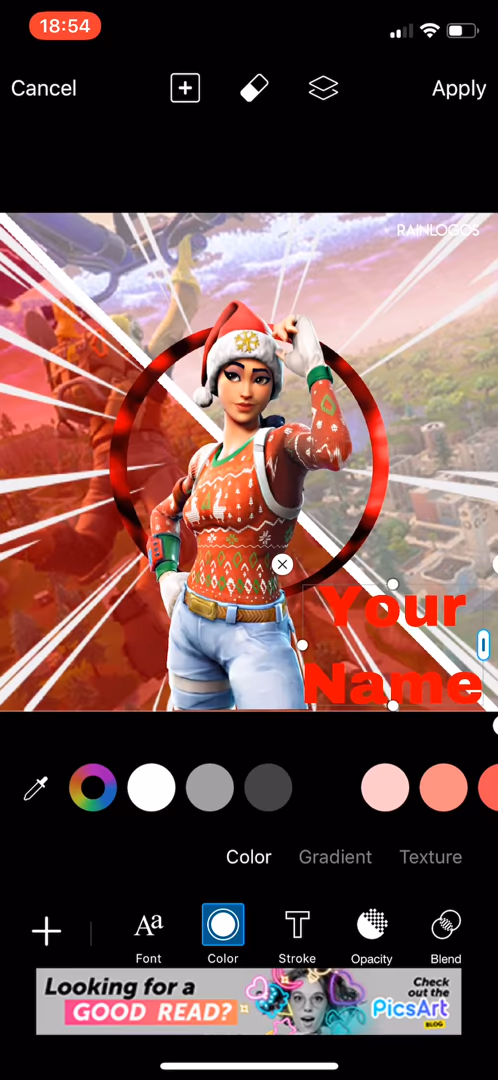 18:54
Cancel
Apply
RAINLOGOS
Your
Name
Color Gradient Texture
Font Color Stroke Opacity Blend
Looking for a
GOOD READ?
Check
out the
PicsArt
BLOG